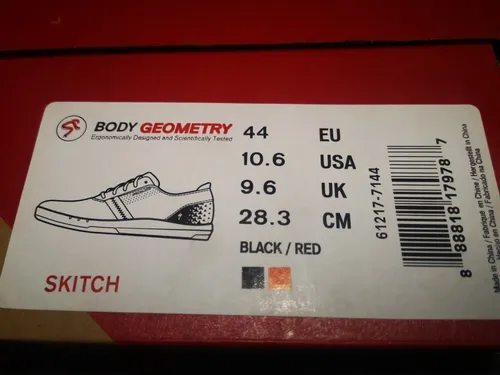 BODY GEOMETRY
Ergonomically Designed and Scientifically Tested
44 EU
10.6 USA
9.6 UK
28.3 CM
BLACK / RED
SKITCH
61217-7144
8 88818 17978 7
Made in China / Fabriqué en Chine / Hergestellt in China
Hecho en China / Fabricado na China